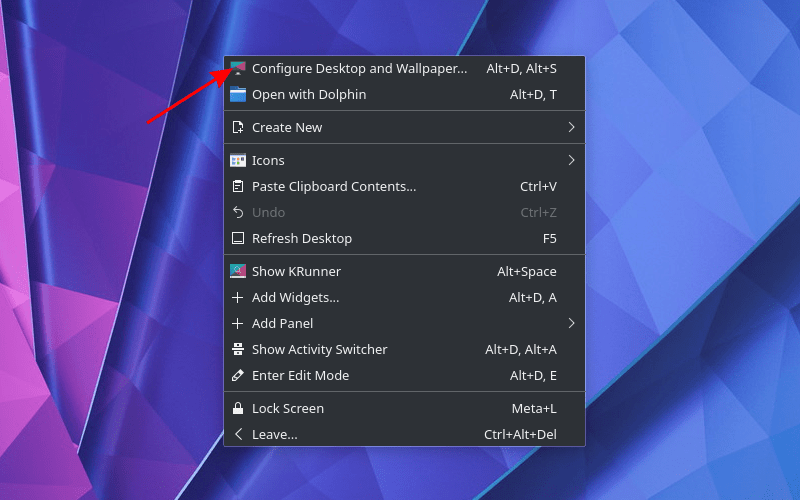 Configure Desktop and Wallpaper... Alt+D, Alt+S
Open with Dolphin Alt+D, T
Create New
Icons
Paste Clipboard Contents... Ctrl+V
Undo Ctrl+Z
Refresh Desktop F5
Show KRunner Alt+Space
Add Widgets... Alt+D, A
Add Panel
Show Activity Switcher Alt+D, Alt+A
Enter Edit Mode Alt+D, E
Lock Screen Meta+L
Leave... Ctrl+Alt+Del